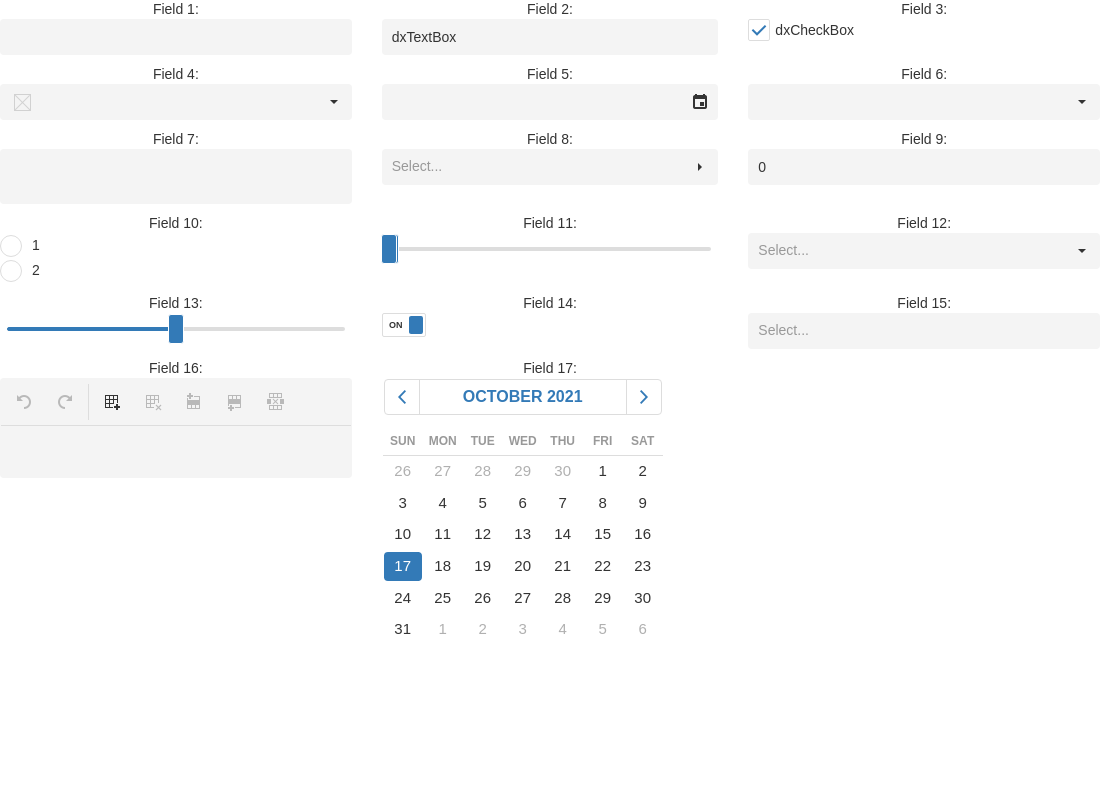 Field 1:
Field 2:
dxTextBox
Field 3:
dxCheckBox
Field 4:
Field 5:
Field 6:
Field 7:
Field 8:
Select...
Field 9:
0
Field 10:
1
2
Field 11:
Field 12:
Select...
Field 13:
Field 14:
ON
Field 15:
Select...
Field 16:
Field 17:
OCTOBER 2021
SUN MON TUE WED THU FRI SAT
26 27 28 29 30 1 2
3 4 5 6 7 8 9
10 11 12 13 14 15 16
17 18 19 20 21 22 23
24 25 26 27 28 29 30
31 1 2 3 4 5 6